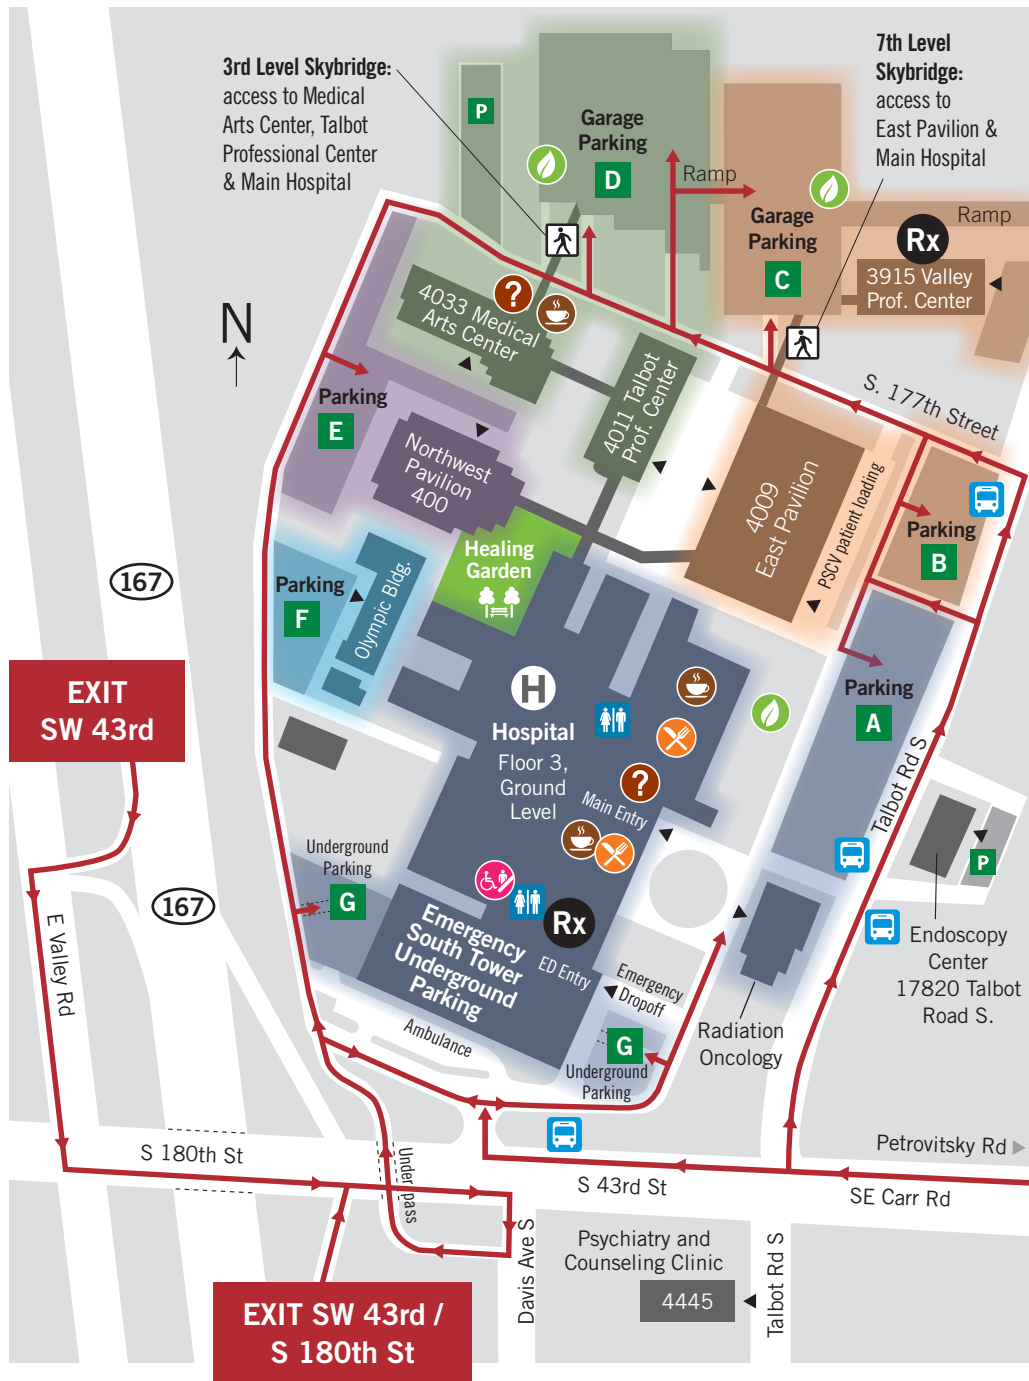 3rd Level Skybridge:
access to Medical
Arts Center, Talbot
Professional Center
& Main Hospital
7th Level
Skybridge:
access to
East Pavilion &
Main Hospital
P
Garage
Parking
D
Ramp
Garage
Parking
C
Ramp
Rx
3915 Valley
Prof. Center
N
4033 Medical
Arts Center
?
4011 Talbot
Prof. Center
S. 177th Street
Parking
E
Northwest
Pavilion
400
4009
East Pavilion
PSCV patient loading
Parking
B
Healing
Garden
Parking
F
Olympic Bldg.
167
EXIT
SW 43rd
H
Hospital
Floor 3,
Ground
Level
Parking
A
?
Main Entry
Talbot Rd S
Underground
Parking
G
167
E Valley Rd
P
Rx
Emergency
South Tower
Underground
Parking
ED Entry
Emergency
Dropoff
Endoscopy
Center
17820 Talbot
Road S.
Ambulance
G
Underground
Parking
Radiation
Oncology
S 180th St
Underpass
S 43rd St
Petrovitsky Rd
SE Carr Rd
Davis Ave S
Psychiatry and
Counseling Clinic
4445
Talbot Rd S
EXIT SW 43rd /
S 180th St